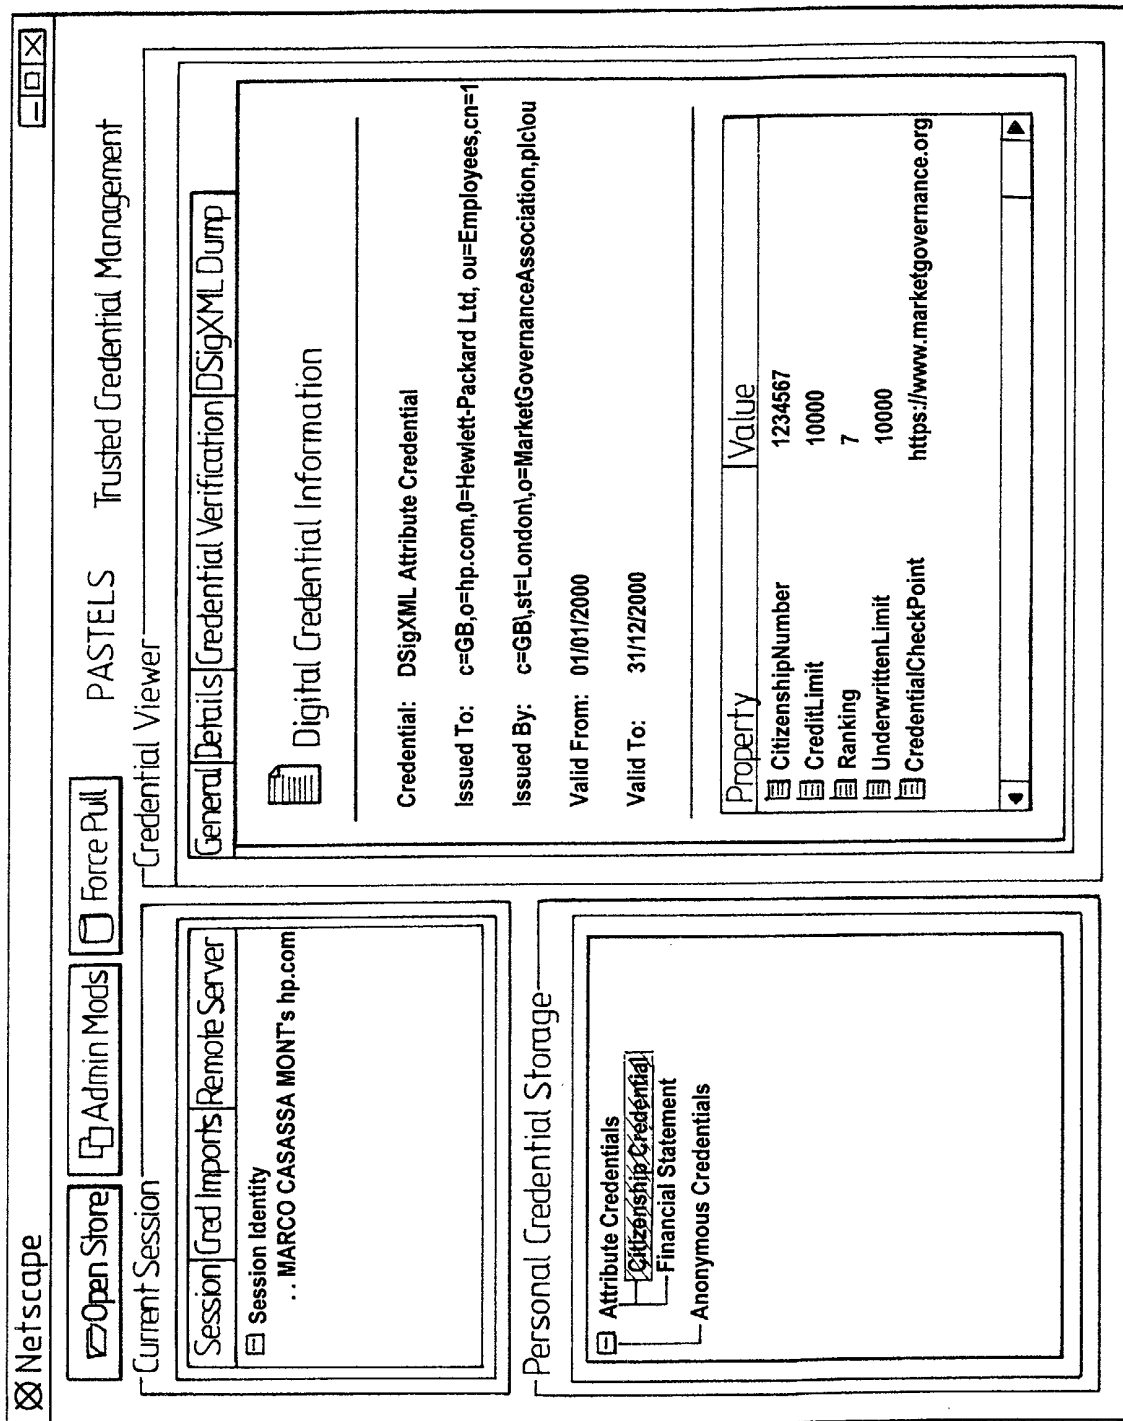 Netscape
Open Store Admin Mods Force Pull PASTELS Trusted Credential Management
Current Session
Session Cred Imports Remote Server
Session Identity
. . MARCO CASASSA MONT's hp.com
Personal Credential Storage
Attribute Credentials
Citizenship Credential
Financial Statement
Anonymous Credentials
Credential Viewer
General Details Credential Verification DSigXML Dump
Digital Credential Information
Credential: DSigXML Attribute Credential
Issued To: c=GB,o=hp.com,0=Hewlett-Packard Ltd, ou=Employees,cn=1
Issued By: c=GB\,st=London\,o=MarketGovernanceAssociation,plc\ou
Valid From: 01/01/2000
Valid To: 31/12/2000
Property Value
CitizenshipNumber 1234567
CreditLimit 10000
Ranking 7
UnderwrittenLimit 10000
CredentialCheckPoint https://www.marketgovernance.org